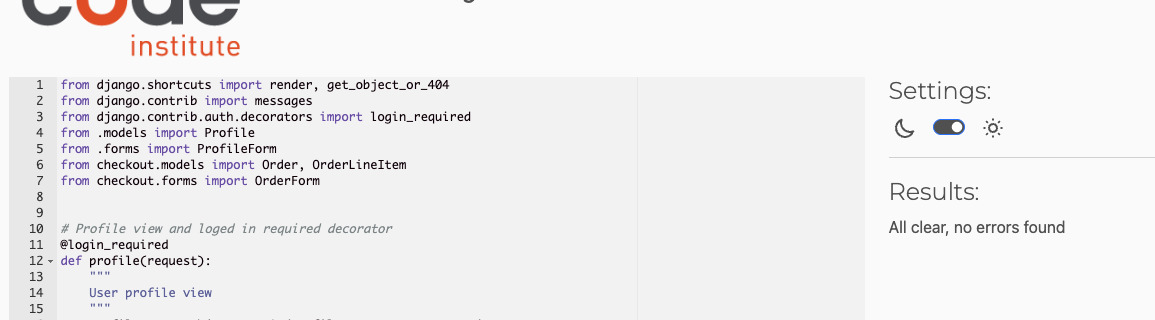 code
institute
1 from django.shortcuts import render, get_object_or_404
2 from django.contrib import messages
3 from django.contrib.auth.decorators import login_required
4 from .models import Profile
5 from .forms import ProfileForm
6 from checkout.models import Order, OrderLineItem
7 from checkout.forms import OrderForm
8
9
10 # Profile view and loged in required decorator
11 @login_required
12 def profile(request):
13 """
14 User profile view
15 """
Settings:
Results:
All clear, no errors found